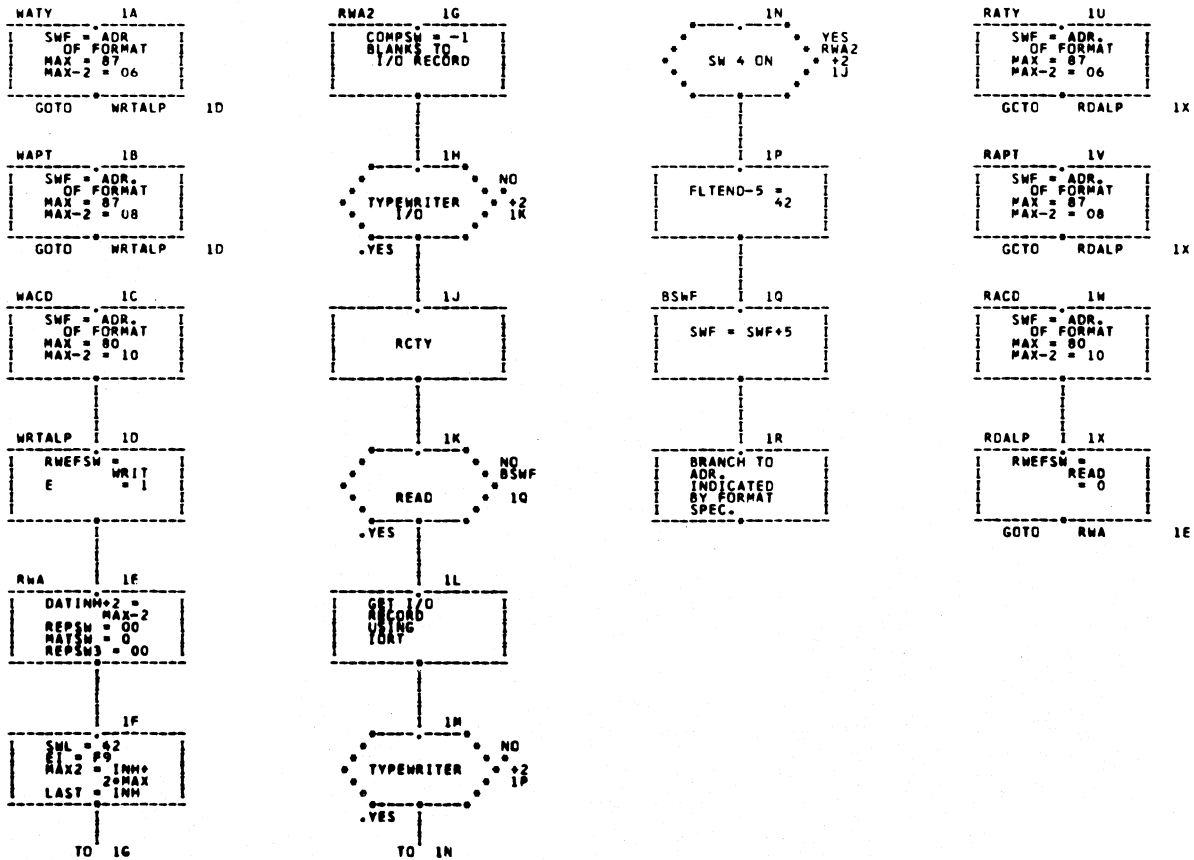 WATY 1A
SWF = ADR
OF FORMAT
MAX = 87
MAX-2 = 06
GOTO WRTALP 1D
WAPT 1B
SWF = ADR.
OF FORMAT
MAX = 87
MAX-2 = 08
GOTO WRTALP 1D
WACD 1C
SWF = ADR.
OF FORMAT
MAX = 80
MAX-2 = 10
WRTALP 1D
RWEFSW =
WRIT
E = 1
RWA 1E
DATINH+2 =
MAX-2
REPSW = 00
MATSW = 0
REPSW3 = 00
1F
SWL = 42
EI = F9
MAX2 = INH+
2*MAX
LAST = INH
TO 1G
RWA2 1G
COMPSW = -1
BLANKS TO
I/O RECORD
1H
TYPEWRITER
I/O
NO
+2
1K
.YES
1J
RCTY
1K
READ
NO
BSWF
1Q
.YES
1L
GET I/O
RECORD
USING
IORT
1M
TYPEWRITER
NO
+2
1P
.YES
TO 1N
1N
SW 4 ON
YES
RWA2
+2
1J
1P
FLTEND-5 =
42
BSWF 1Q
SWF = SWF+5
1R
BRANCH TO
ADR.
INDICATED
BY FORMAT
SPEC.
RATY 1U
SWF = ADR.
OF FORMAT
MAX = 87
MAX-2 = 06
GOTO RDALP 1X
RAPT 1V
SWF = ADR.
OF FORMAT
MAX = 87
MAX-2 = 08
GOTO RDALP 1X
RACD 1W
SWF = ADR.
OF FORMAT
MAX = 80
MAX-2 = 10
RDALP 1X
RWEFSW =
READ
= 0
GOTO RWA 1E